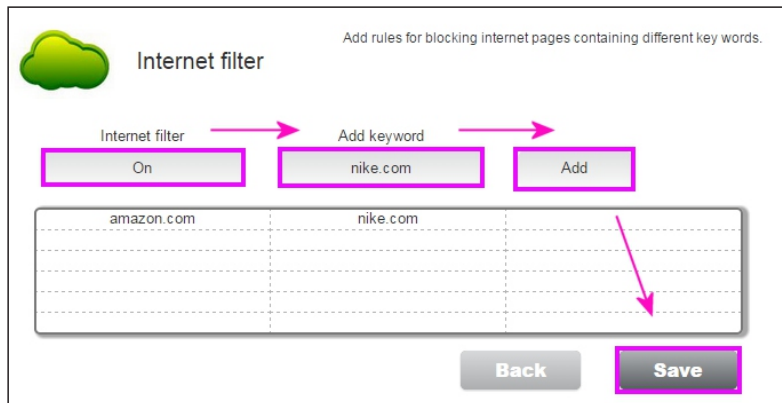 Add rules for blocking internet pages containing different key words.
Internet filter
Internet filter Add keyword
On nike.com Add
amazon.com nike.com
Back Save